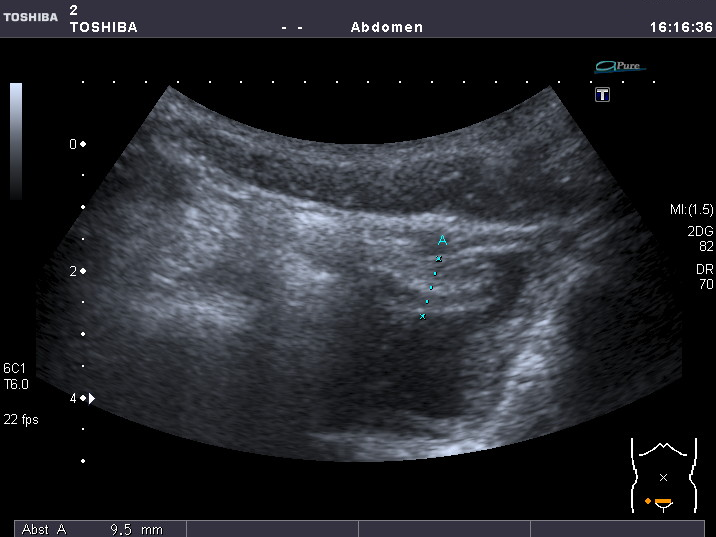 TOSHIBA
2
TOSHIBA
- -
Abdomen
16:16:36
aPure
T
0
2
4
A
MI:(1.5)
2DG
82
DR
70
6C1
T6.0
22 fps
Abst A 9.5 mm